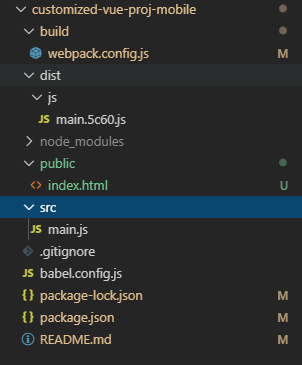 customized-vue-proj-mobile
build
webpack.config.js M
dist
js
JS main.5c60.js
node_modules
public
<> index.html U
src
JS main.js
.gitignore
JS babel.config.js
{} package-lock.json M
{} package.json M
README.md M